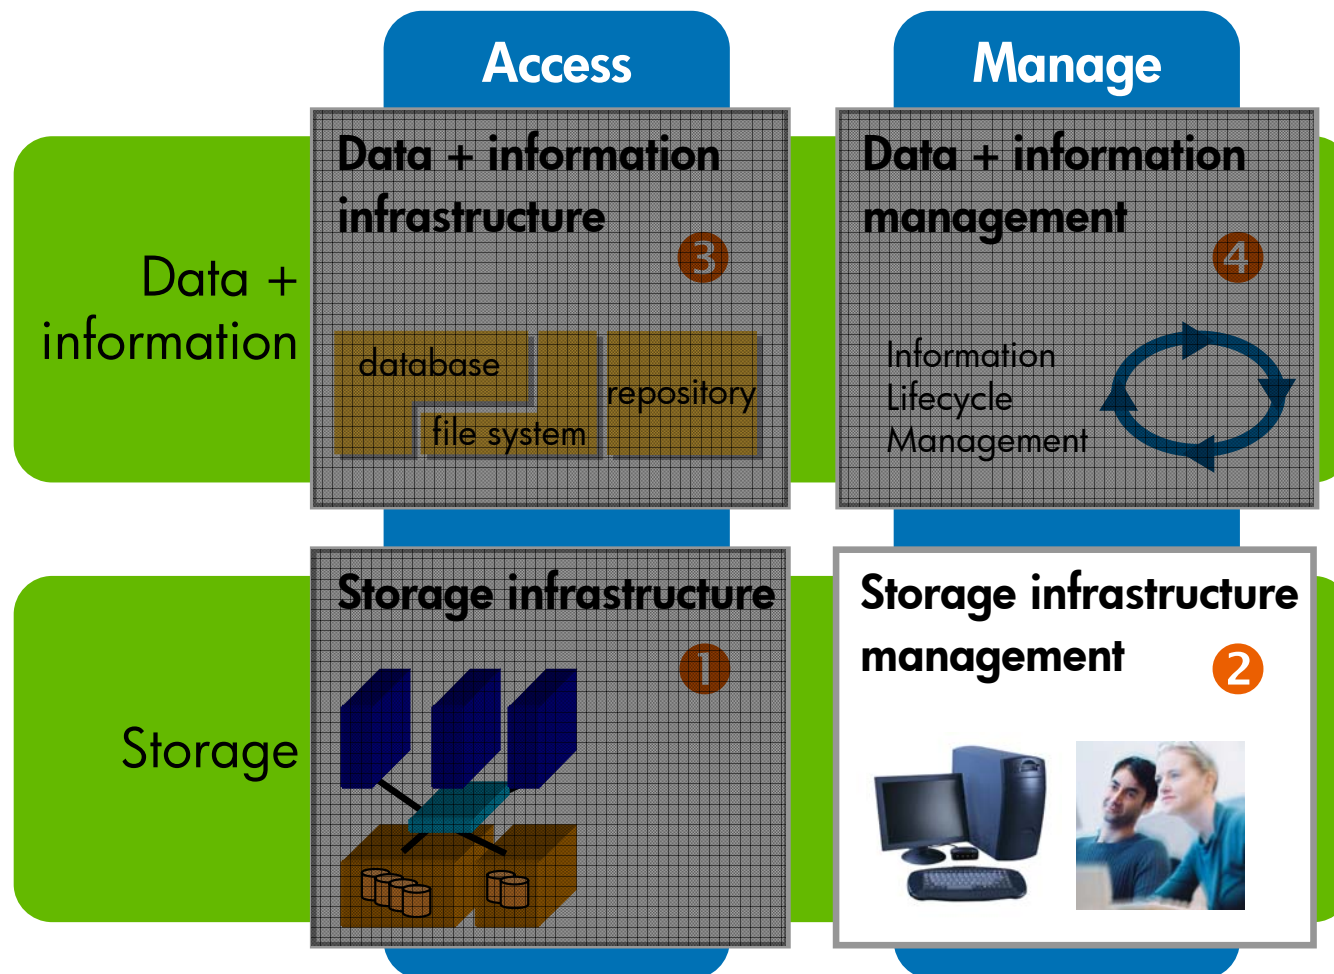 Access
Manage
Data + information
infrastructure
3
Data + information
management
4
Data +
information
database
file system
repository
Information
Lifecycle
Management
Storage infrastructure
1
Storage infrastructure
management
2
Storage